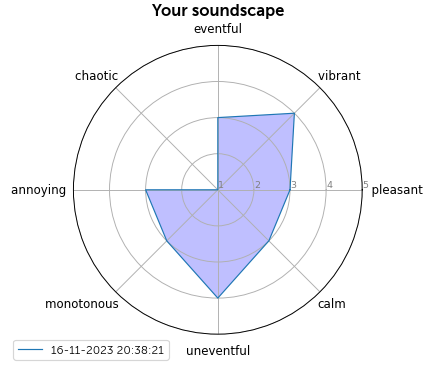 Your soundscape
eventful
chaotic
vibrant
annoying
1 2 3 4 5
pleasant
monotonous
calm
16-11-2023 20:38:21
uneventful